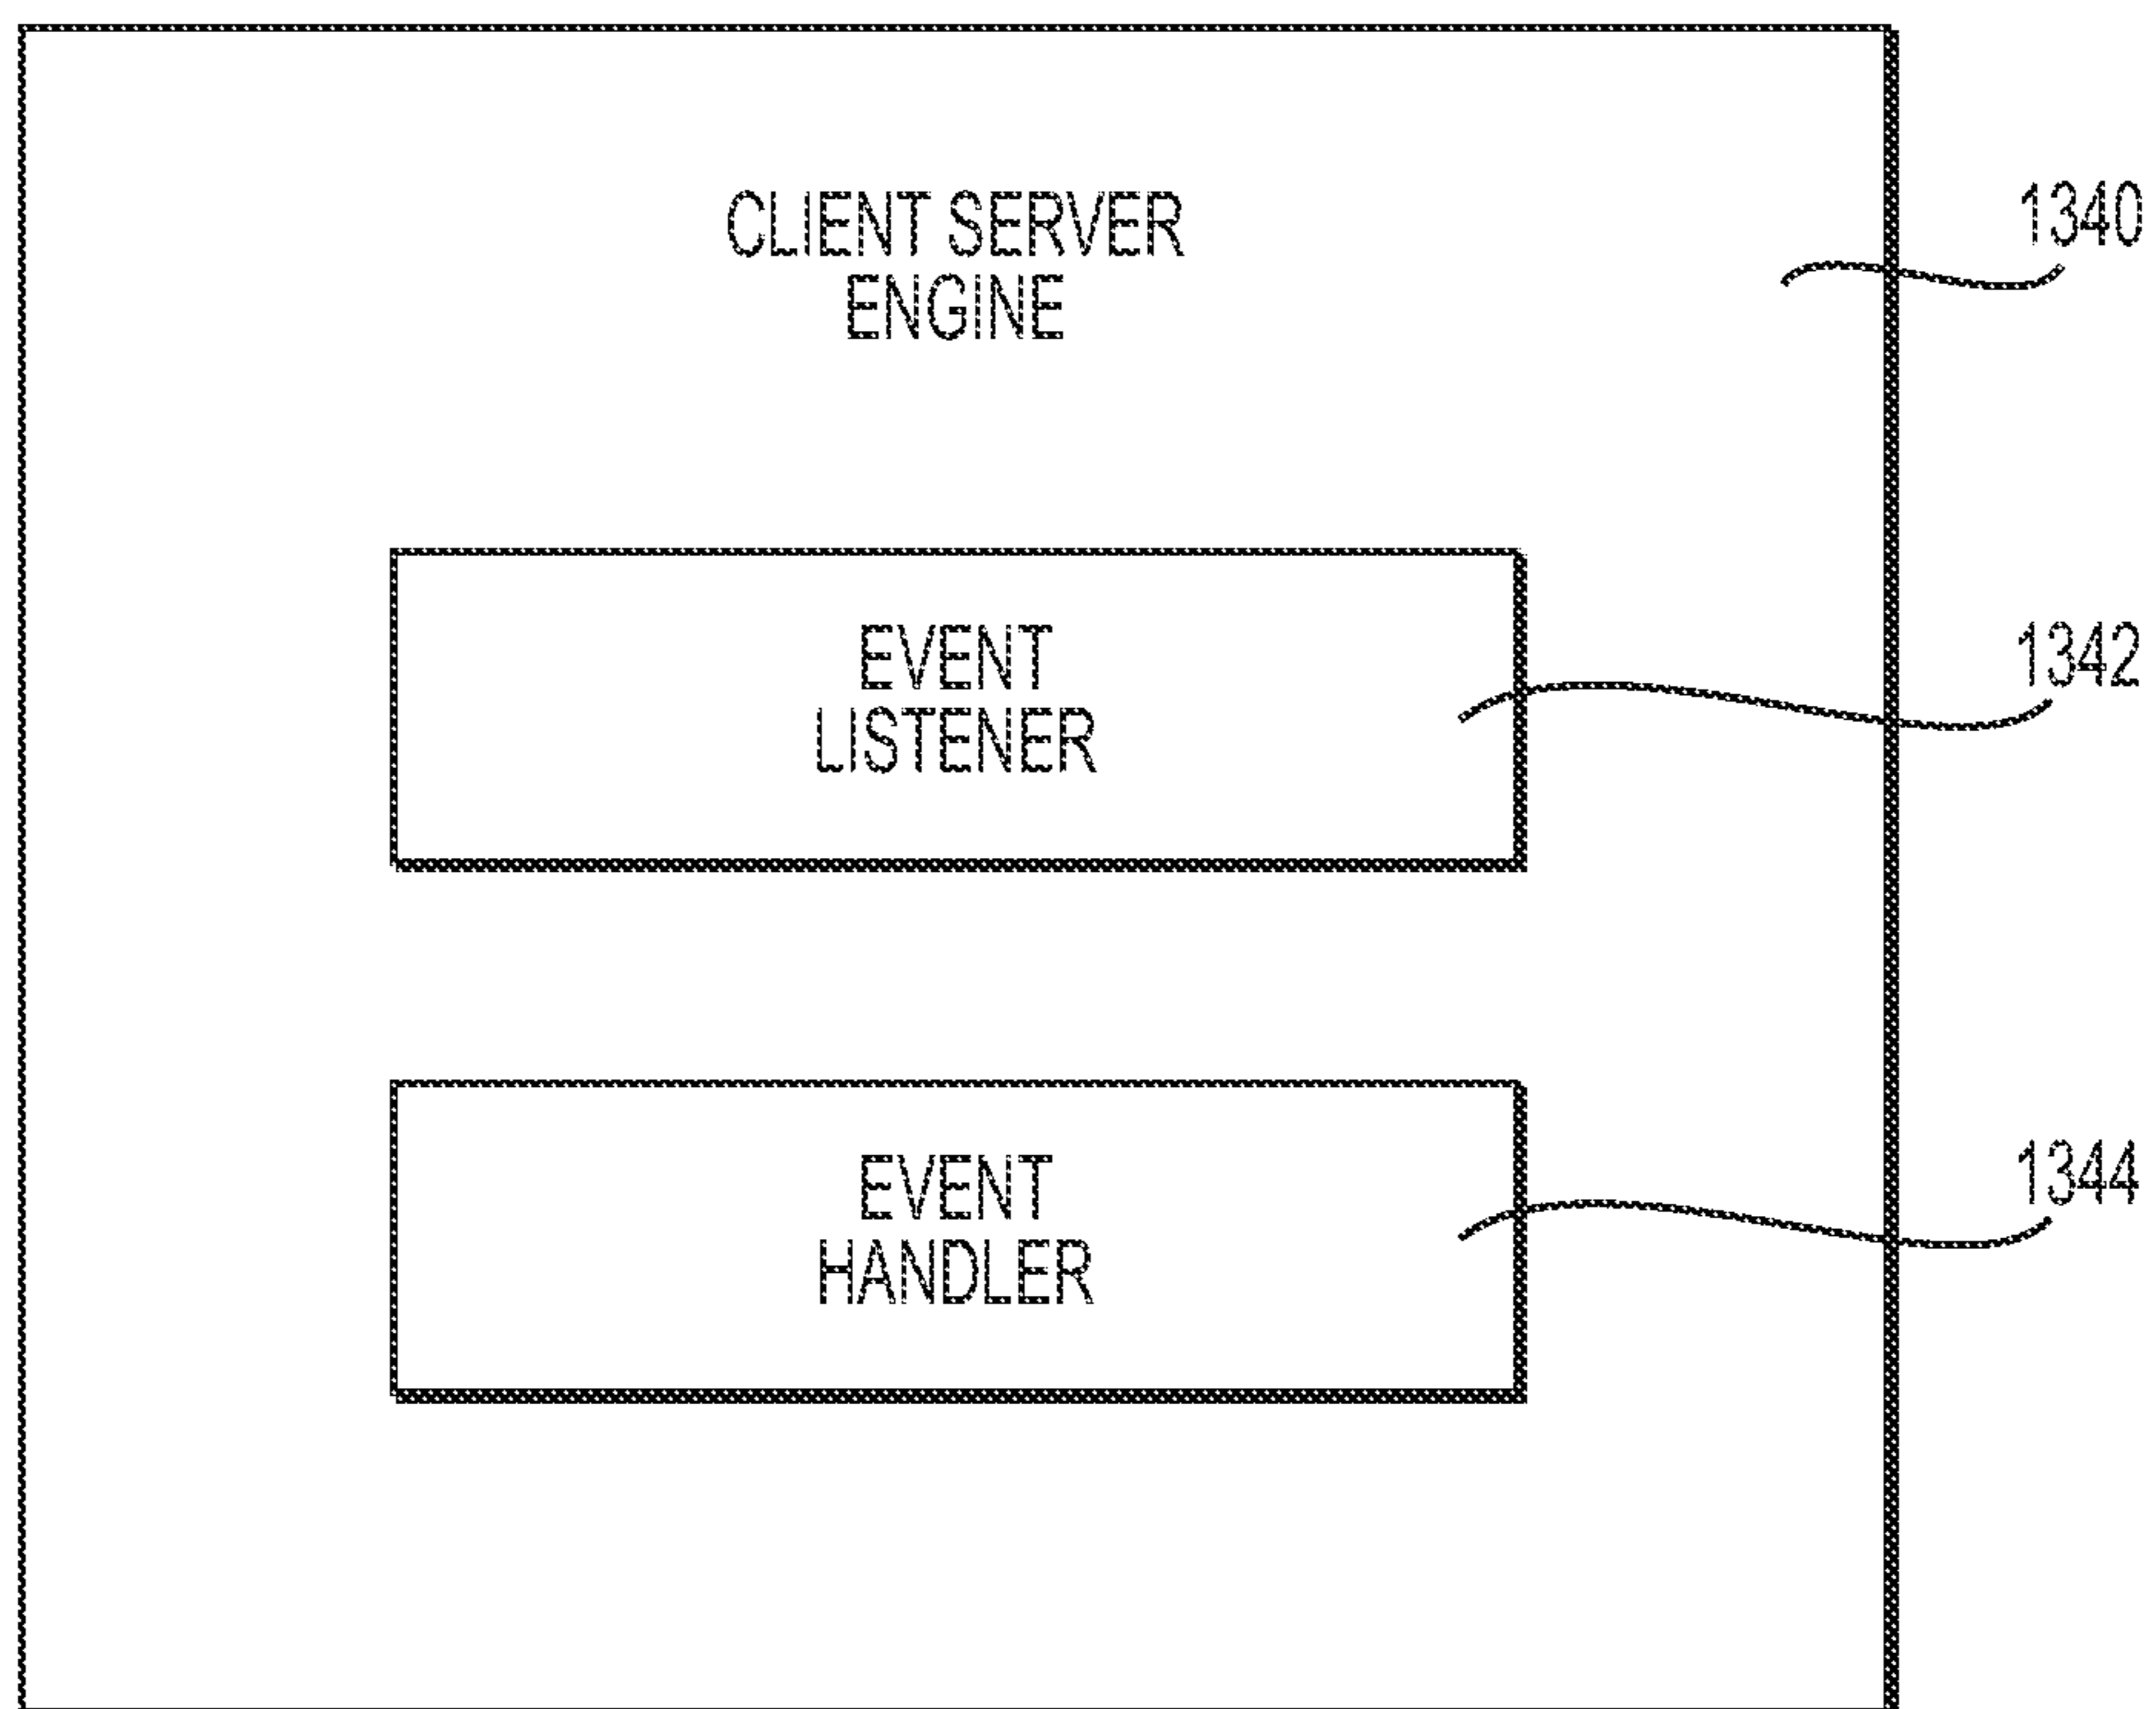 CLIENT SERVER
ENGINE
1340
EVENT
LISTENER
1342
EVENT
HANDLER
1344